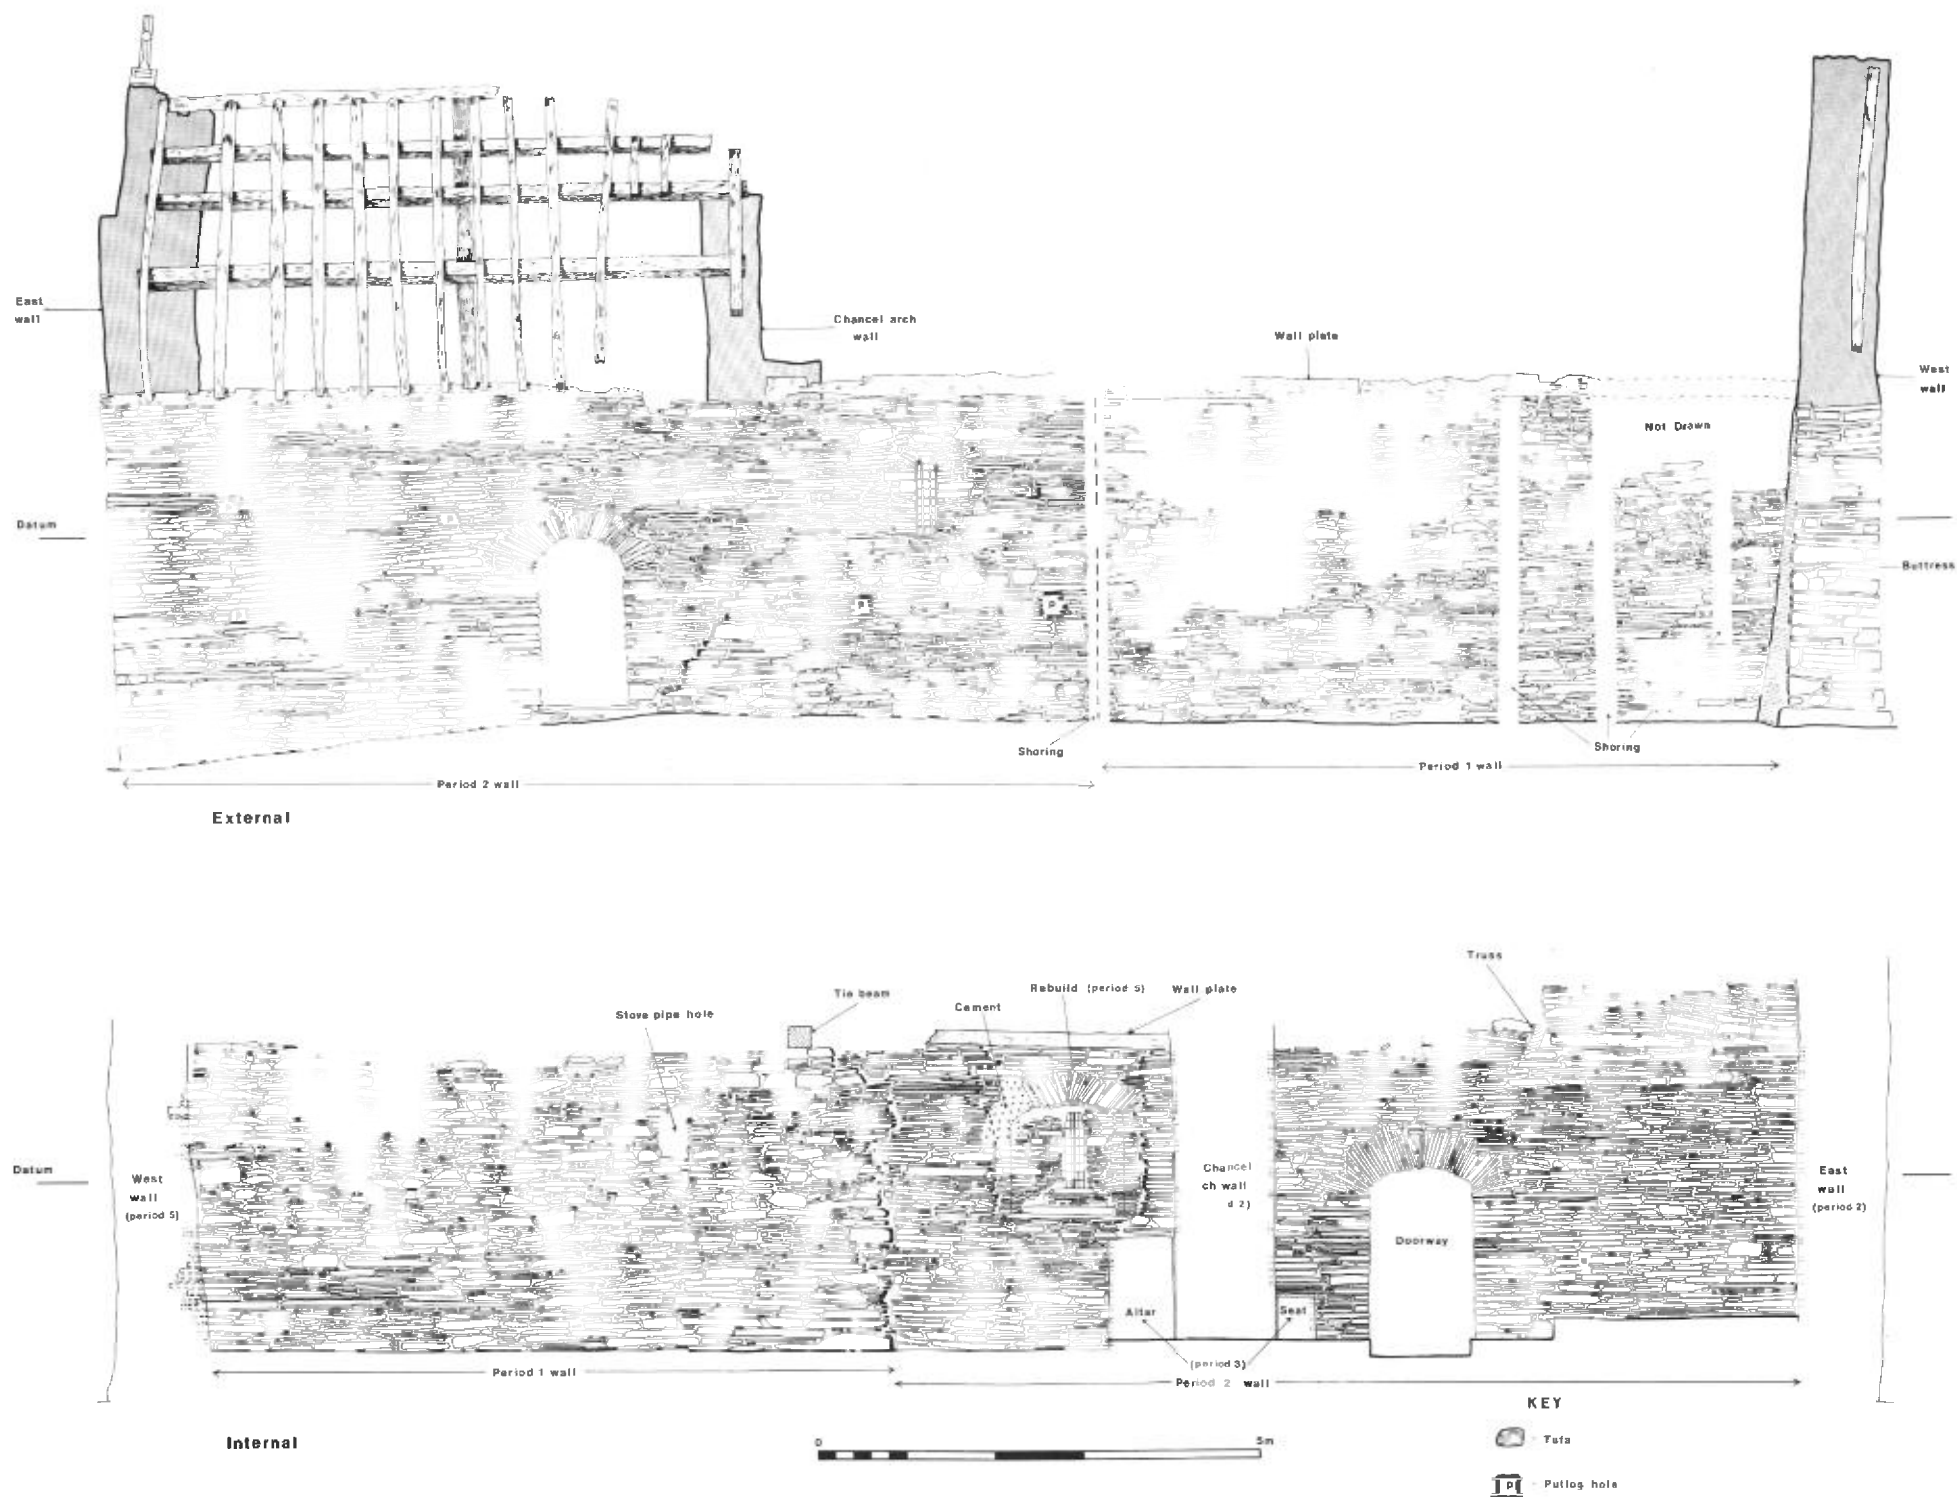 East
wall
Chancel arch
wall
Wall plate
West
wall
Not Drawn
Datum
Buttress
Shoring
Shoring
Period 2 wall
Period 1 wall
External
Truss
Rebuild (period 5)
Wall plate
Tie beam
Cement
Stove pipe hole
Datum
West
wall
(period 5)
Chancel
ch wall
d 2)
East
wall
(period 2)
Doorway
Altar
Seat
(period 3)
Period 1 wall
Period 2 wall
KEY
Internal
0
5m
Tufa
P
Putlog hole